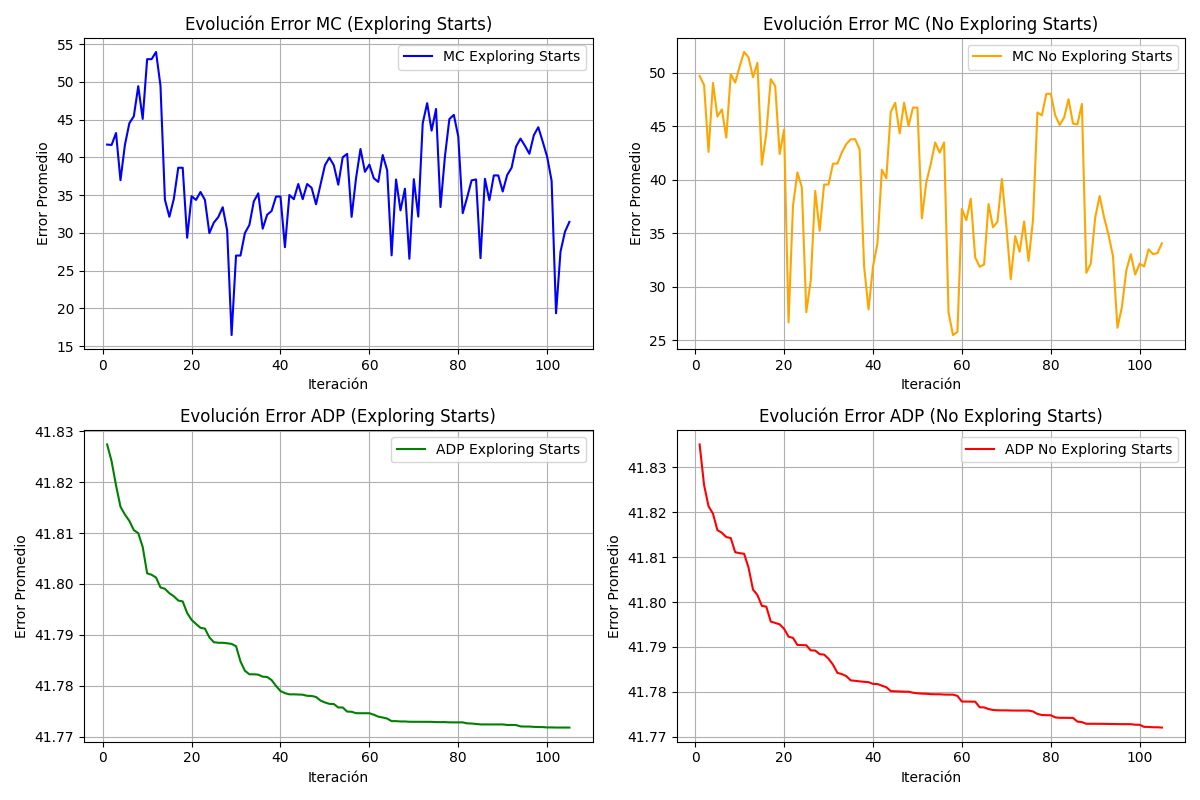 Evolución Error MC (Exploring Starts)
MC Exploring Starts
Error Promedio
55
50
45
40
35
30
25
20
15
0 20 40 60 80 100
Iteración
Evolución Error MC (No Exploring Starts)
MC No Exploring Starts
Error Promedio
50
45
40
35
30
25
0 20 40 60 80 100
Iteración
Evolución Error ADP (Exploring Starts)
ADP Exploring Starts
Error Promedio
41.83
41.82
41.81
41.80
41.79
41.78
41.77
0 20 40 60 80 100
Iteración
Evolución Error ADP (No Exploring Starts)
ADP No Exploring Starts
Error Promedio
41.83
41.82
41.81
41.80
41.79
41.78
41.77
0 20 40 60 80 100
Iteración